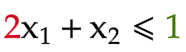 2x₁ + x₂ ⩽ 1